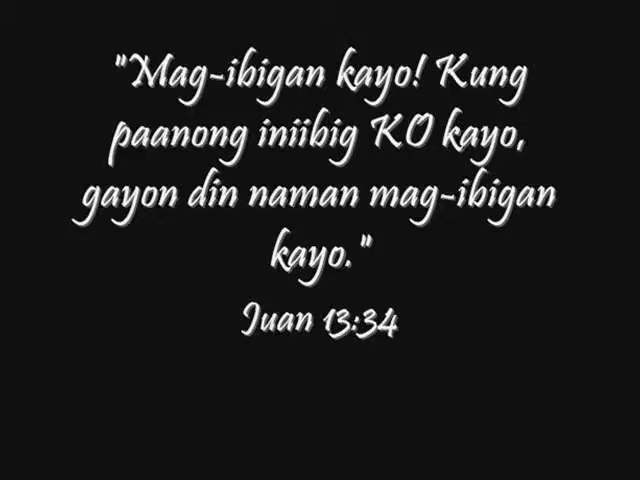 "Mag-ibigan kayo! Kung
paanong iniibig KO kayo,
gayon din naman mag-ibigan
kayo."
Juan 13:34